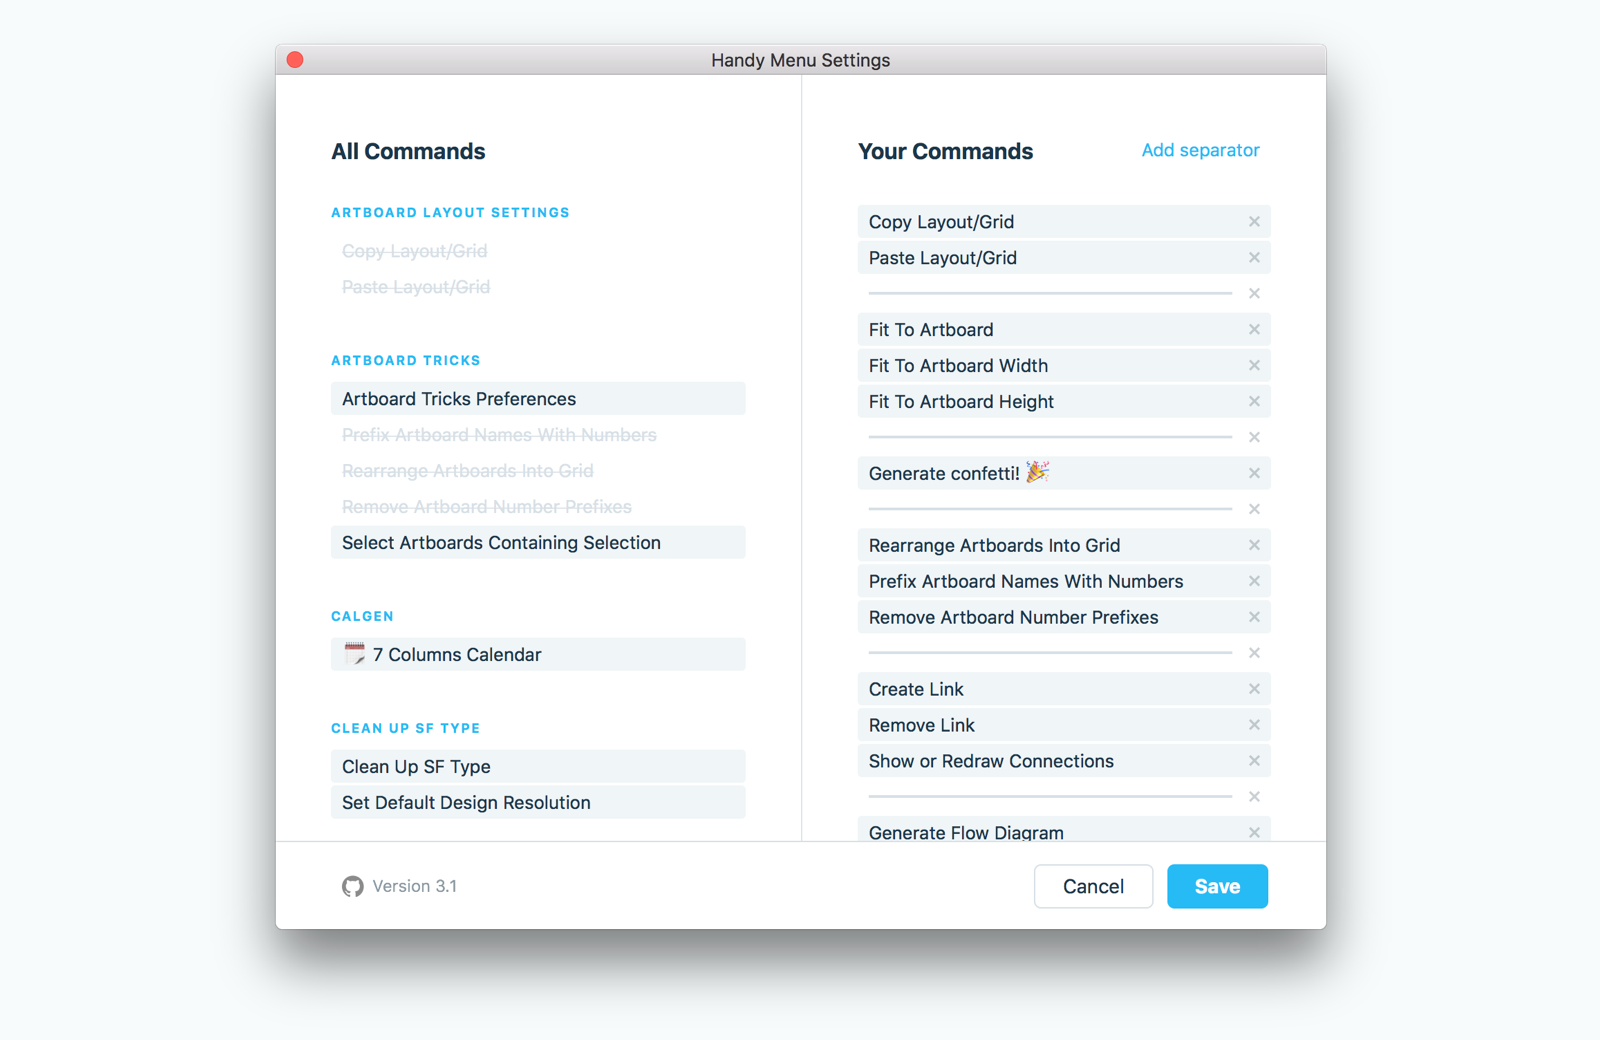 Handy Menu Settings
All Commands
ARTBOARD LAYOUT SETTINGS
Copy Layout/Grid
Paste Layout/Grid
ARTBOARD TRICKS
Artboard Tricks Preferences
Prefix Artboard Names With Numbers
Rearrange Artboards Into Grid
Remove Artboard Number Prefixes
Select Artboards Containing Selection
CALGEN
7 Columns Calendar
CLEAN UP SF TYPE
Clean Up SF Type
Set Default Design Resolution
Your Commands
Add separator
Copy Layout/Grid
Paste Layout/Grid
Fit To Artboard
Fit To Artboard Width
Fit To Artboard Height
Generate confetti! 🎉
Rearrange Artboards Into Grid
Prefix Artboard Names With Numbers
Remove Artboard Number Prefixes
Create Link
Remove Link
Show or Redraw Connections
Generate Flow Diagram
Version 3.1
Cancel
Save